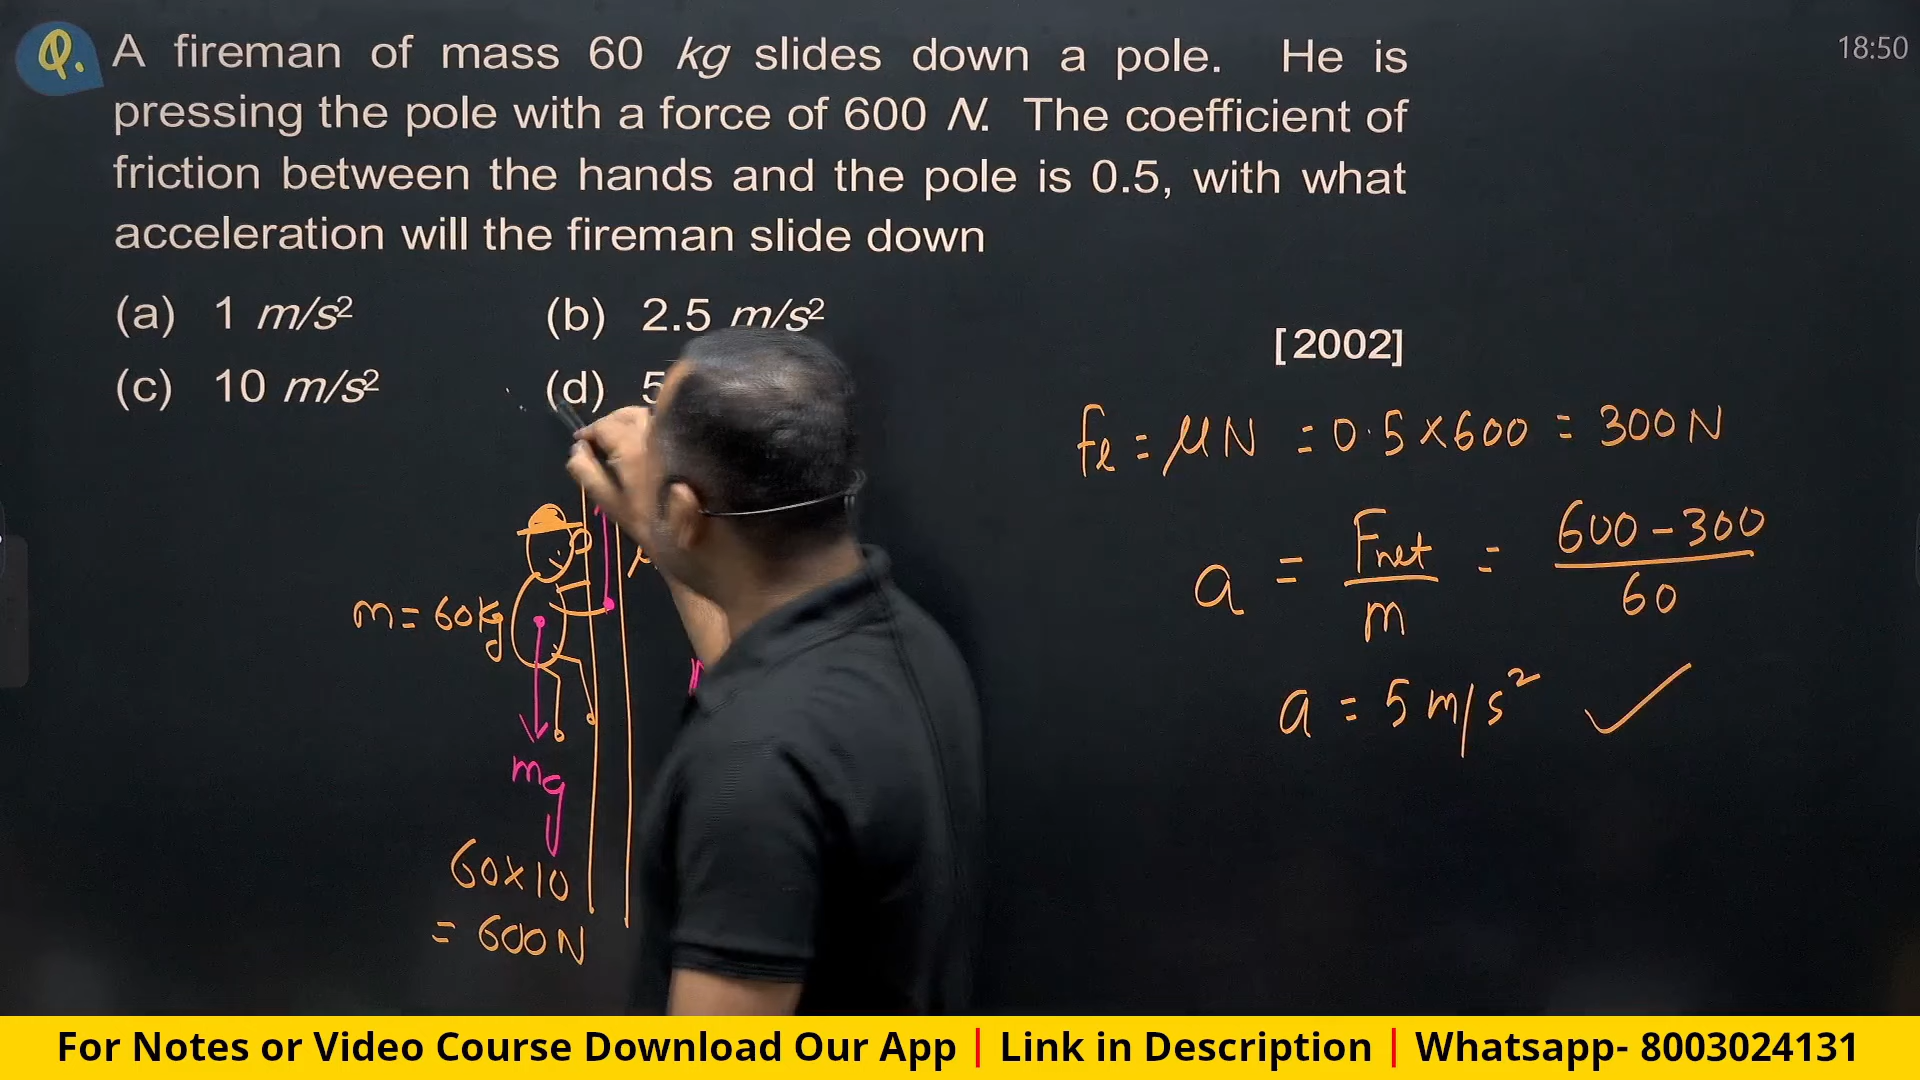 Q. A fireman of mass 60 kg slides down a pole. He is
pressing the pole with a force of 600 N. The coefficient of
friction between the hands and the pole is 0.5, with what
acceleration will the fireman slide down
(a) 1 m/s²
(b) 2.5 m/s²
(c) 10 m/s²
(d) 5
[2002]
18:50
m = 60kg
mg
60×10
= 600N
fl = μN = 0.5×600 = 300N
a = Fnet/m = 600-300/60
a = 5 m/s² ✓
For Notes or Video Course Download Our App | Link in Description | Whatsapp- 8003024131